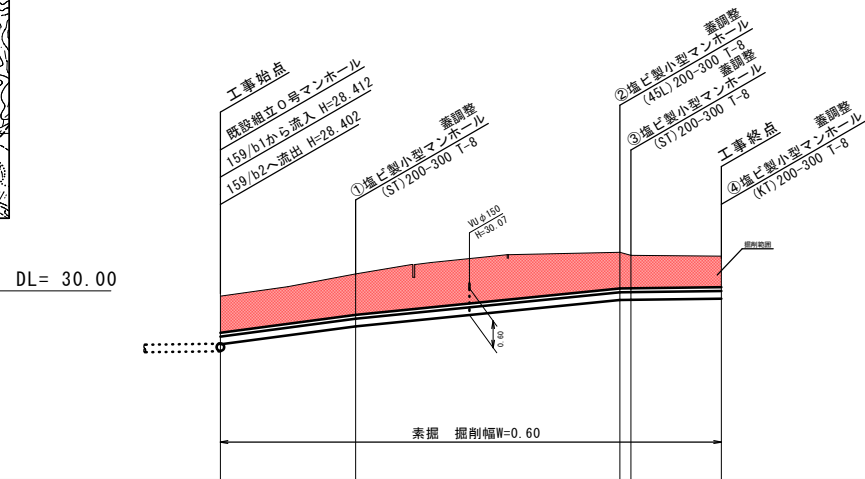 工事始点
既設組立０号マンホール
159/b1から流入 H=28.412
159/b2へ流出 H=28.402
蓋調整
①塩ビ製小型マンホール
(ST)200-300 T-8
VUφ150
H=30.07
蓋調整
②塩ビ製小型マンホール
(45L)200-300 T-8
蓋調整
③塩ビ製小型マンホール
(ST)200-300 T-8
工事終点
蓋調整
④塩ビ製小型マンホール
(KT)200-300 T-8
掘削範囲
DL= 30.00
0.60
素掘　掘削幅W=0.60